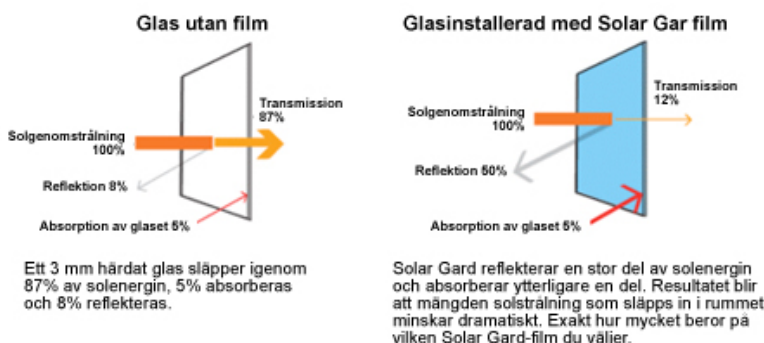 Glas utan film
Transmission
87%
Solgenomstrålning
100%
Reflektion 8%
Absorption av glaset 5%
Ett 3 mm härdat glas släpper igenom
87% av solenergin, 5% absorberas
och 8% reflekteras.
Glasinstallerad med Solar Gar film
Transmission
12%
Solgenomstrålning
100%
Reflektion 50%
Absorption av glaset 5%
Solar Gard reflekterar en stor del av solenergin
och absorberar ytterligare en del. Resultatet blir
att mängden solstrålning som släpps in i rummet
minskar dramatiskt. Exakt hur mycket beror på
vilken Solar Gard-film du väljer.